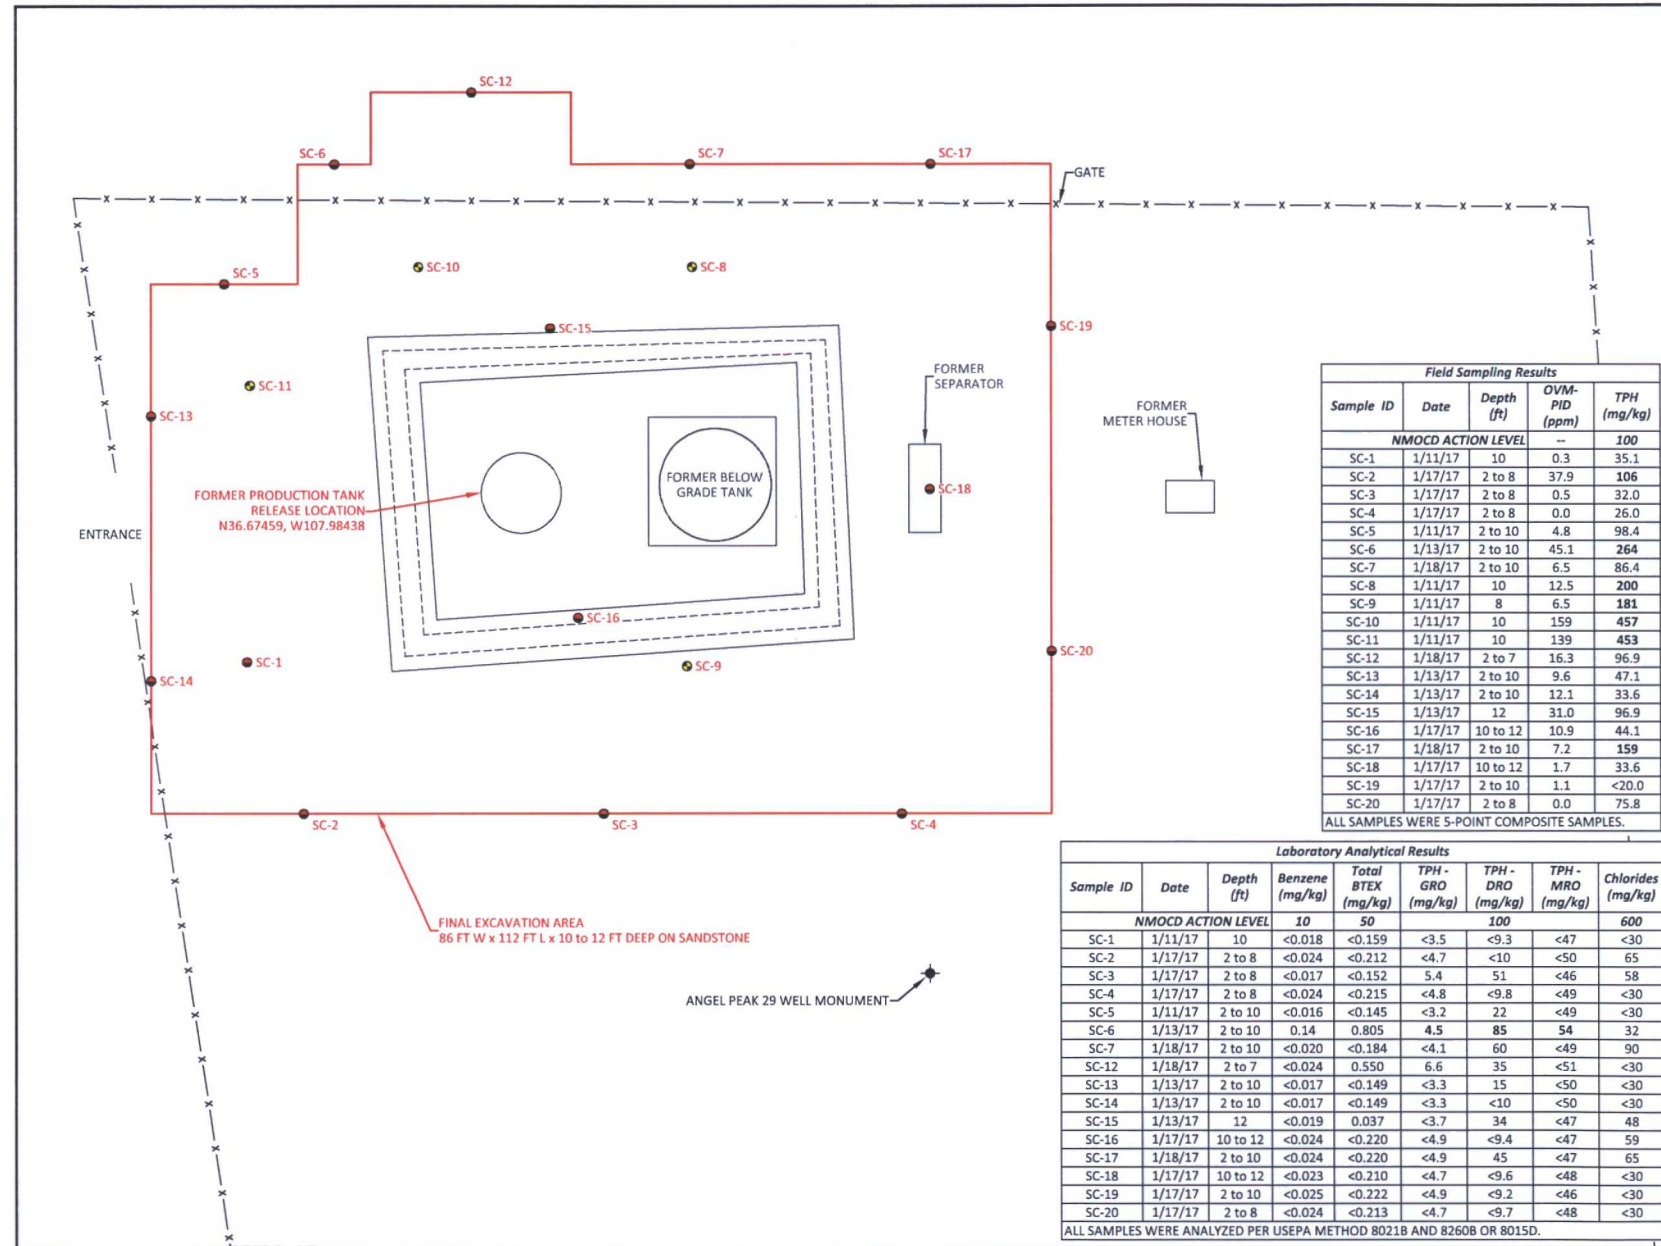 SC-12
SC-6
SC-7
SC-17
GATE
SC-5
SC-10
SC-8
SC-15
SC-19
SC-11
SC-13
FORMER
SEPARATOR
FORMER
METER HOUSE
FORMER BELOW
GRADE TANK
SC-18
FORMER PRODUCTION TANK
RELEASE LOCATION
N36.67459, W107.98438
ENTRANCE
SC-16
SC-1
SC-9
SC-20
SC-14
SC-2
SC-3
SC-4
FINAL EXCAVATION AREA
86 FT W x 112 FT L x 10 to 12 FT DEEP ON SANDSTONE
ANGEL PEAK 29 WELL MONUMENT
Field Sampling Results
Sample ID Date Depth (ft) OVM-PID (ppm) TPH (mg/kg)
NMOCD ACTION LEVEL -- 100
SC-1 1/11/17 10 0.3 35.1
SC-2 1/17/17 2 to 8 37.9 106
SC-3 1/17/17 2 to 8 0.5 32.0
SC-4 1/17/17 2 to 8 0.0 26.0
SC-5 1/11/17 2 to 10 4.8 98.4
SC-6 1/13/17 2 to 10 45.1 264
SC-7 1/18/17 2 to 10 6.5 86.4
SC-8 1/11/17 10 12.5 200
SC-9 1/11/17 8 6.5 181
SC-10 1/11/17 10 159 457
SC-11 1/11/17 10 139 453
SC-12 1/18/17 2 to 7 16.3 96.9
SC-13 1/13/17 2 to 10 9.6 47.1
SC-14 1/13/17 2 to 10 12.1 33.6
SC-15 1/13/17 12 31.0 96.9
SC-16 1/17/17 10 to 12 10.9 44.1
SC-17 1/18/17 2 to 10 7.2 159
SC-18 1/17/17 10 to 12 1.7 33.6
SC-19 1/17/17 2 to 10 1.1 <20.0
SC-20 1/17/17 2 to 8 0.0 75.8
ALL SAMPLES WERE 5-POINT COMPOSITE SAMPLES.
Laboratory Analytical Results
Sample ID Date Depth (ft) Benzene (mg/kg) Total BTEX (mg/kg) TPH - GRO (mg/kg) TPH - DRO (mg/kg) TPH - MRO (mg/kg) Chlorides (mg/kg)
NMOCD ACTION LEVEL 10 50 100 600
SC-1 1/11/17 10 <0.018 <0.159 <3.5 <9.3 <47 <30
SC-2 1/17/17 2 to 8 <0.024 <0.212 <4.7 <10 <50 65
SC-3 1/17/17 2 to 8 <0.017 <0.152 5.4 51 <46 58
SC-4 1/17/17 2 to 8 <0.024 <0.215 <4.8 <9.8 <49 <30
SC-5 1/11/17 2 to 10 <0.016 <0.145 <3.2 22 <49 <30
SC-6 1/13/17 2 to 10 0.14 0.805 4.5 85 54 32
SC-7 1/18/17 2 to 10 <0.020 <0.184 <4.1 60 <49 90
SC-12 1/18/17 2 to 7 <0.024 0.550 6.6 35 <51 <30
SC-13 1/13/17 2 to 10 <0.017 <0.149 <3.3 15 <50 <30
SC-14 1/13/17 2 to 10 <0.017 <0.149 <3.3 <10 <50 <30
SC-15 1/13/17 12 <0.019 0.037 <3.7 34 <47 48
SC-16 1/17/17 10 to 12 <0.024 <0.220 <4.9 <9.4 <47 59
SC-17 1/18/17 2 to 10 <0.024 <0.220 <4.9 45 <47 65
SC-18 1/17/17 10 to 12 <0.023 <0.210 <4.7 <9.6 <48 <30
SC-19 1/17/17 2 to 10 <0.025 <0.222 <4.9 <9.2 <46 <30
SC-20 1/17/17 2 to 8 <0.024 <0.213 <4.7 <9.7 <48 <30
ALL SAMPLES WERE ANALYZED PER USEPA METHOD 8021B AND 8260B OR 8015D.